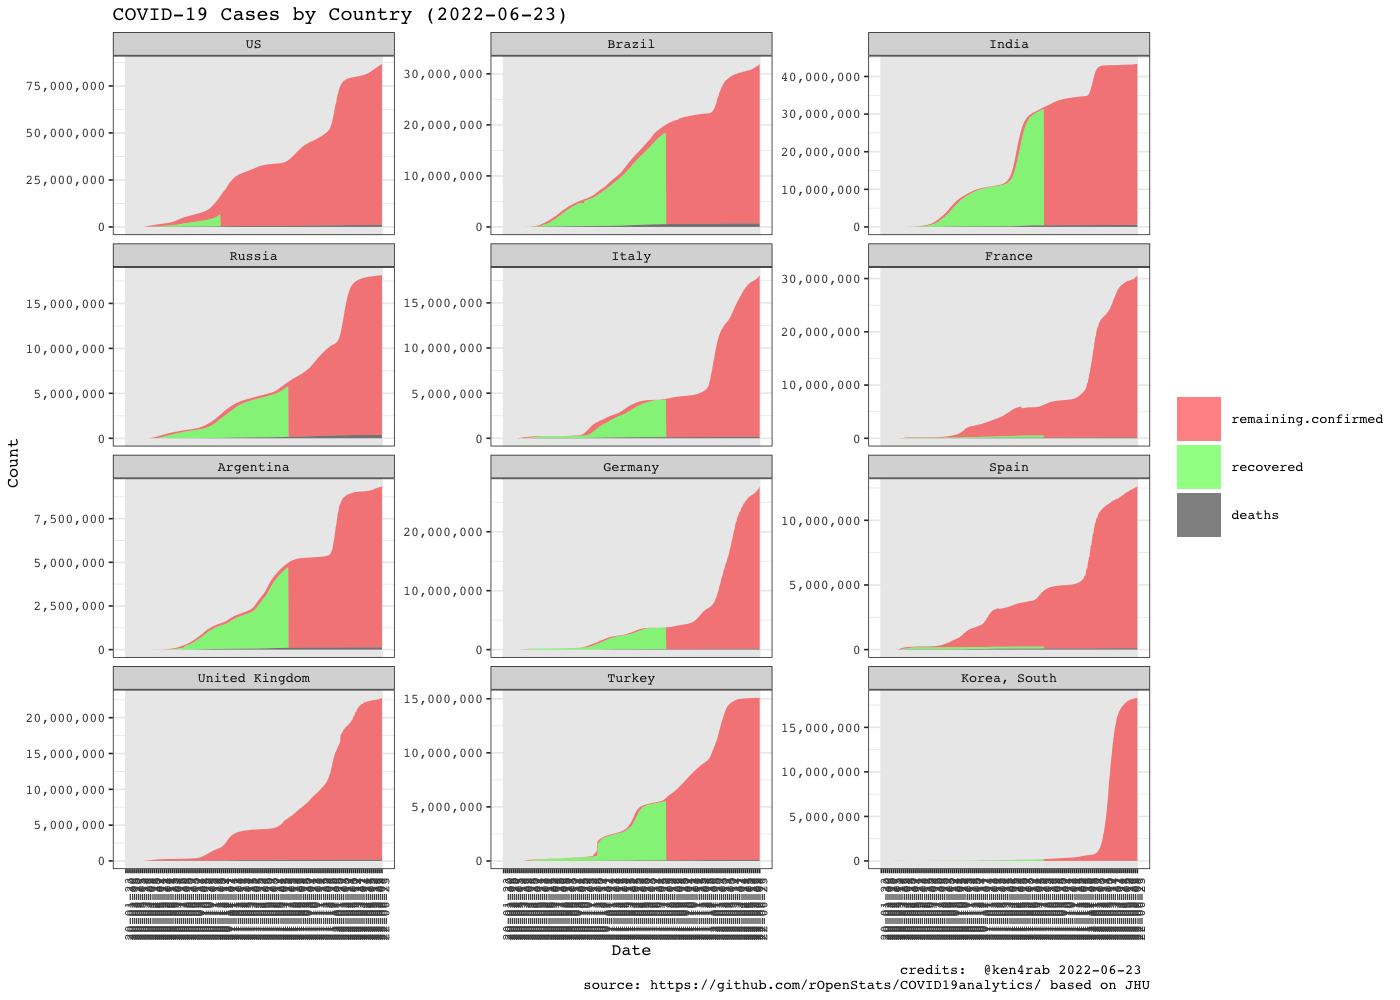 COVID-19 Cases by Country (2022-06-23)
US
Brazil
India
75,000,000
50,000,000
25,000,000
0
30,000,000
20,000,000
10,000,000
0
40,000,000
30,000,000
20,000,000
10,000,000
0
Russia
Italy
France
15,000,000
10,000,000
5,000,000
0
15,000,000
10,000,000
5,000,000
0
30,000,000
20,000,000
10,000,000
0
Argentina
Germany
Spain
7,500,000
5,000,000
2,500,000
0
20,000,000
10,000,000
0
10,000,000
5,000,000
0
United Kingdom
Turkey
Korea, South
20,000,000
15,000,000
10,000,000
5,000,000
0
15,000,000
10,000,000
5,000,000
0
15,000,000
10,000,000
5,000,000
0
Count
Date
remaining.confirmed
recovered
deaths
credits:  @ken4rab 2022-06-23
source: https://github.com/rOpenStats/COVID19analytics/ based on JHU